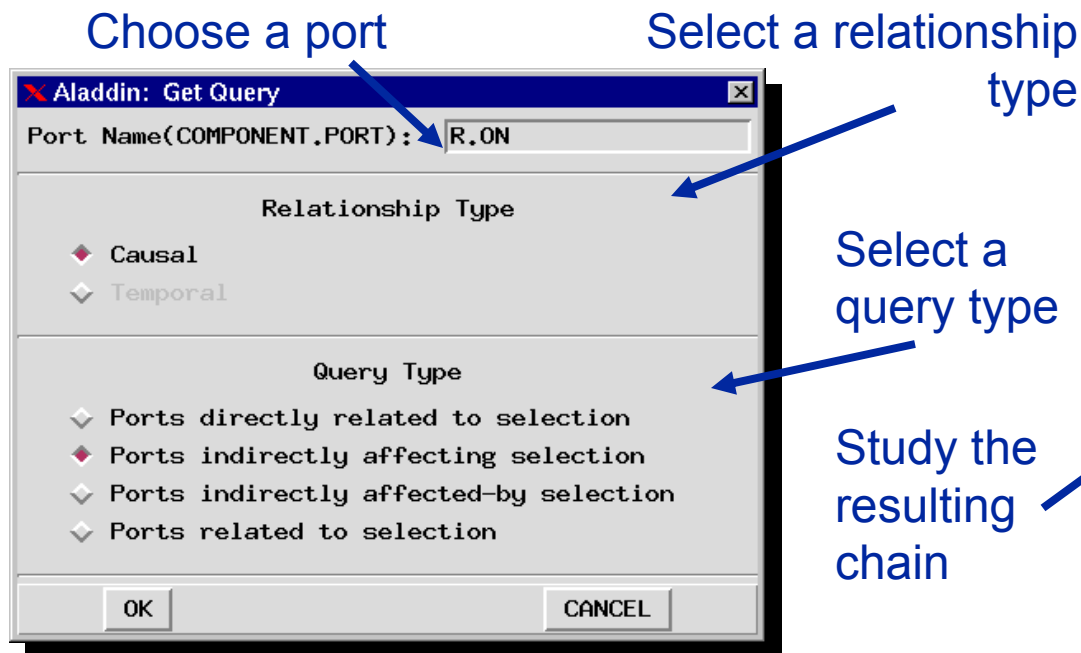 Choose a port
Select a relationship
type
Aladdin: Get Query
Port Name(COMPONENT.PORT): R.ON
Relationship Type
Causal
Temporal
Select a
query type
Query Type
Ports directly related to selection
Ports indirectly affecting selection
Ports indirectly affected-by selection
Ports related to selection
Study the
resulting
chain
OK CANCEL